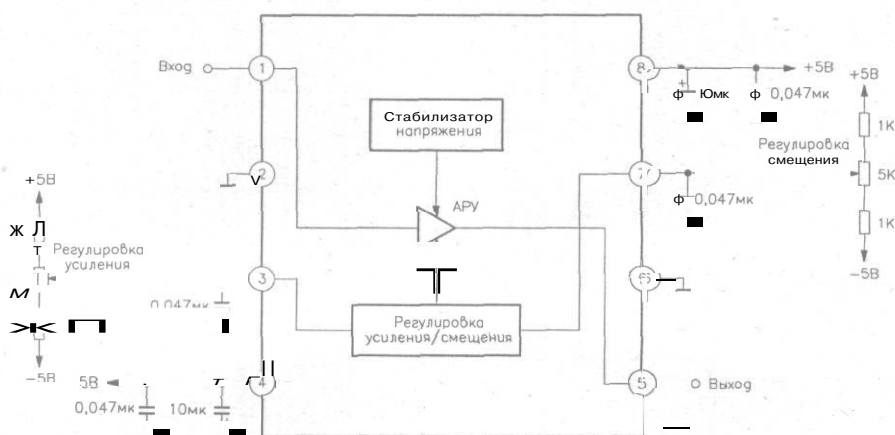 Вход
1
8
+5В
+5В
Юмк
0,047мк
1К
Стабилизатор
напряжения
Регулировка
смещения
5К
2
7
АРУ
0,047мк
1К
-5В
+5В
Регулировка
усиления
3
6
0,047мк
Регулировка
усиления/смещения
-5В
5В
4
5
Выход
0,047мк
10мк